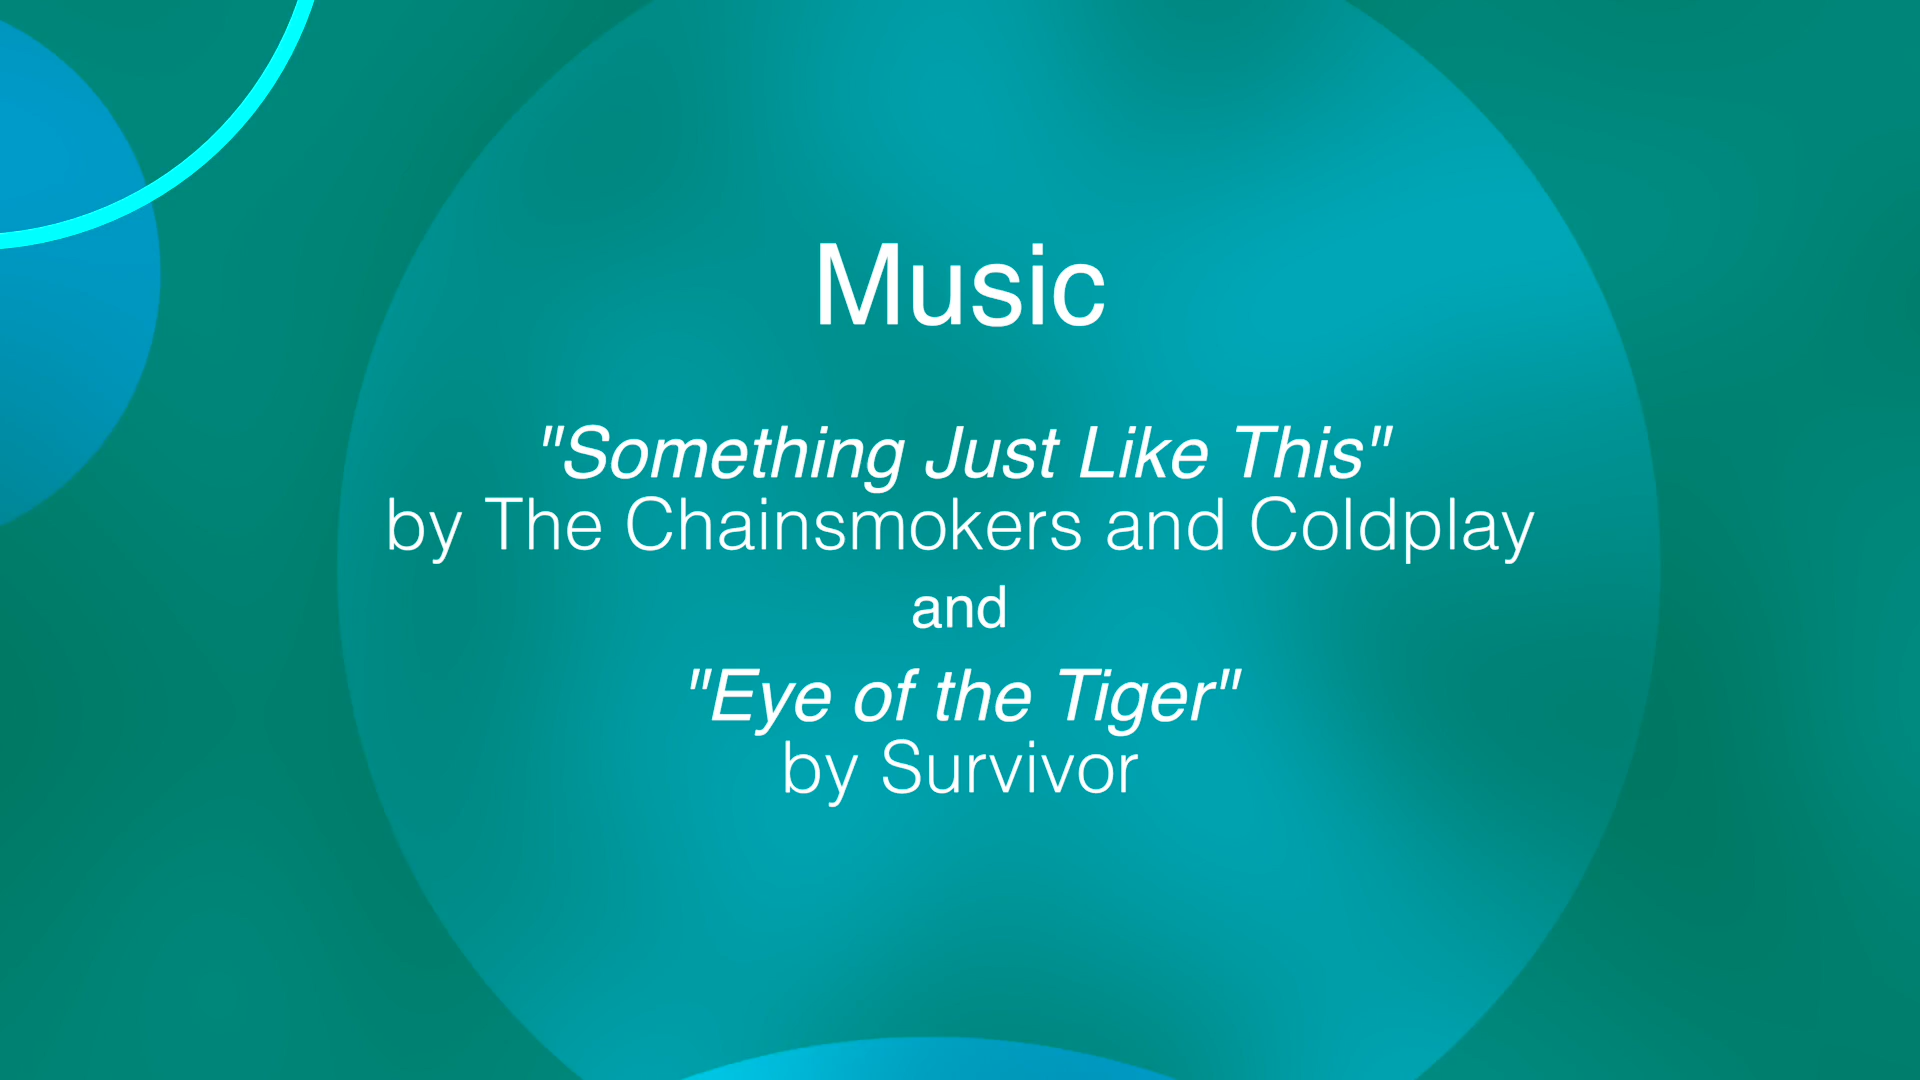 Music
"Something Just Like This"
by The Chainsmokers and Coldplay
and
"Eye of the Tiger"
by Survivor